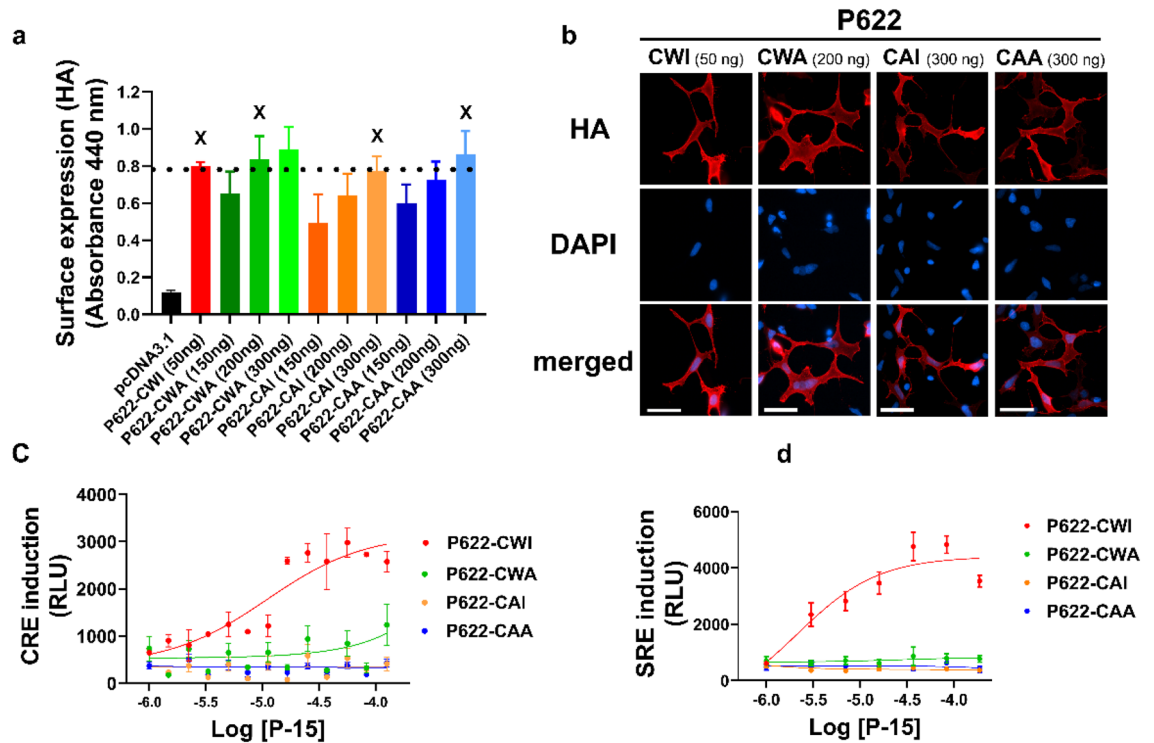 a
Surface expression (HA)
(Absorbance 440 nm)
1.2
1.0
0.8
0.6
0.4
0.2
0.0
X
X
X
X
pcDNA3.1
P622-CWI (50ng)
P622-CWA (150ng)
P622-CWA (200ng)
P622-CWA (300ng)
P622-CAI (150ng)
P622-CAI (200ng)
P622-CAI (300ng)
P622-CAA (150ng)
P622-CAA (200ng)
P622-CAA (300ng)
b
P622
CWI (50 ng)
CWA (200 ng)
CAI (300 ng)
CAA (300 ng)
HA
DAPI
merged
C
CRE induction
(RLU)
4000
3000
2000
1000
0
-6.0
-5.5
-5.0
-4.5
-4.0
Log [P-15]
P622-CWI
P622-CWA
P622-CAI
P622-CAA
d
SRE induction
(RLU)
6000
4000
2000
0
-6.0
-5.5
-5.0
-4.5
-4.0
Log [P-15]
P622-CWI
P622-CWA
P622-CAI
P622-CAA